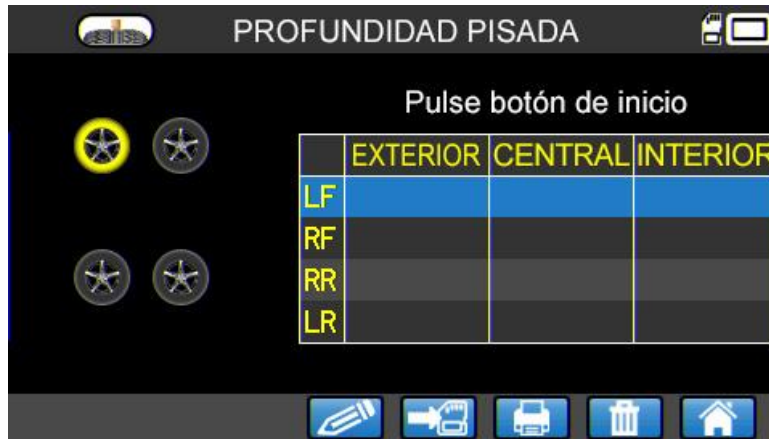 PROFUNDIDAD PISADA
Pulse botón de inicio
EXTERIOR CENTRAL INTERIOR
LF
RF
RR
LR